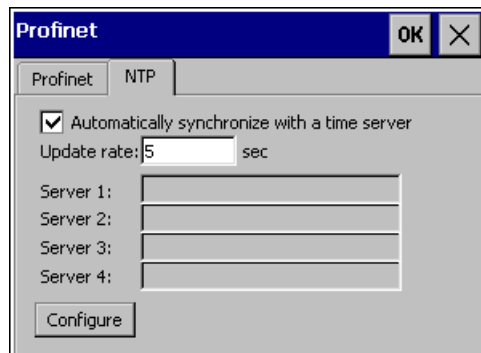 Profinet OK ×
Profinet NTP
Automatically synchronize with a time server
Update rate: 5 sec
Server 1:
Server 2:
Server 3:
Server 4:
Configure